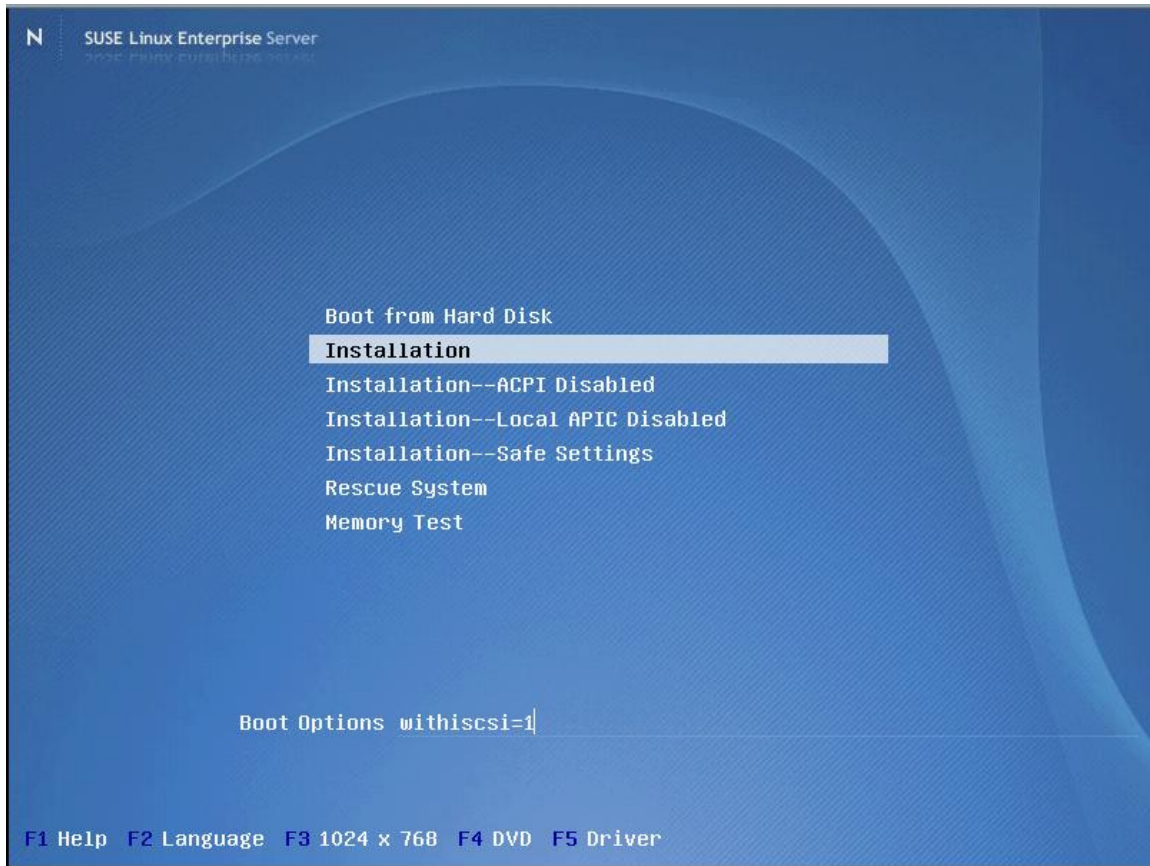 N SUSE Linux Enterprise Server
Boot from Hard Disk
Installation
Installation--ACPI Disabled
Installation--Local APIC Disabled
Installation--Safe Settings
Rescue System
Memory Test
Boot Options withiscsi=1
F1 Help F2 Language F3 1024 x 768 F4 DVD F5 Driver